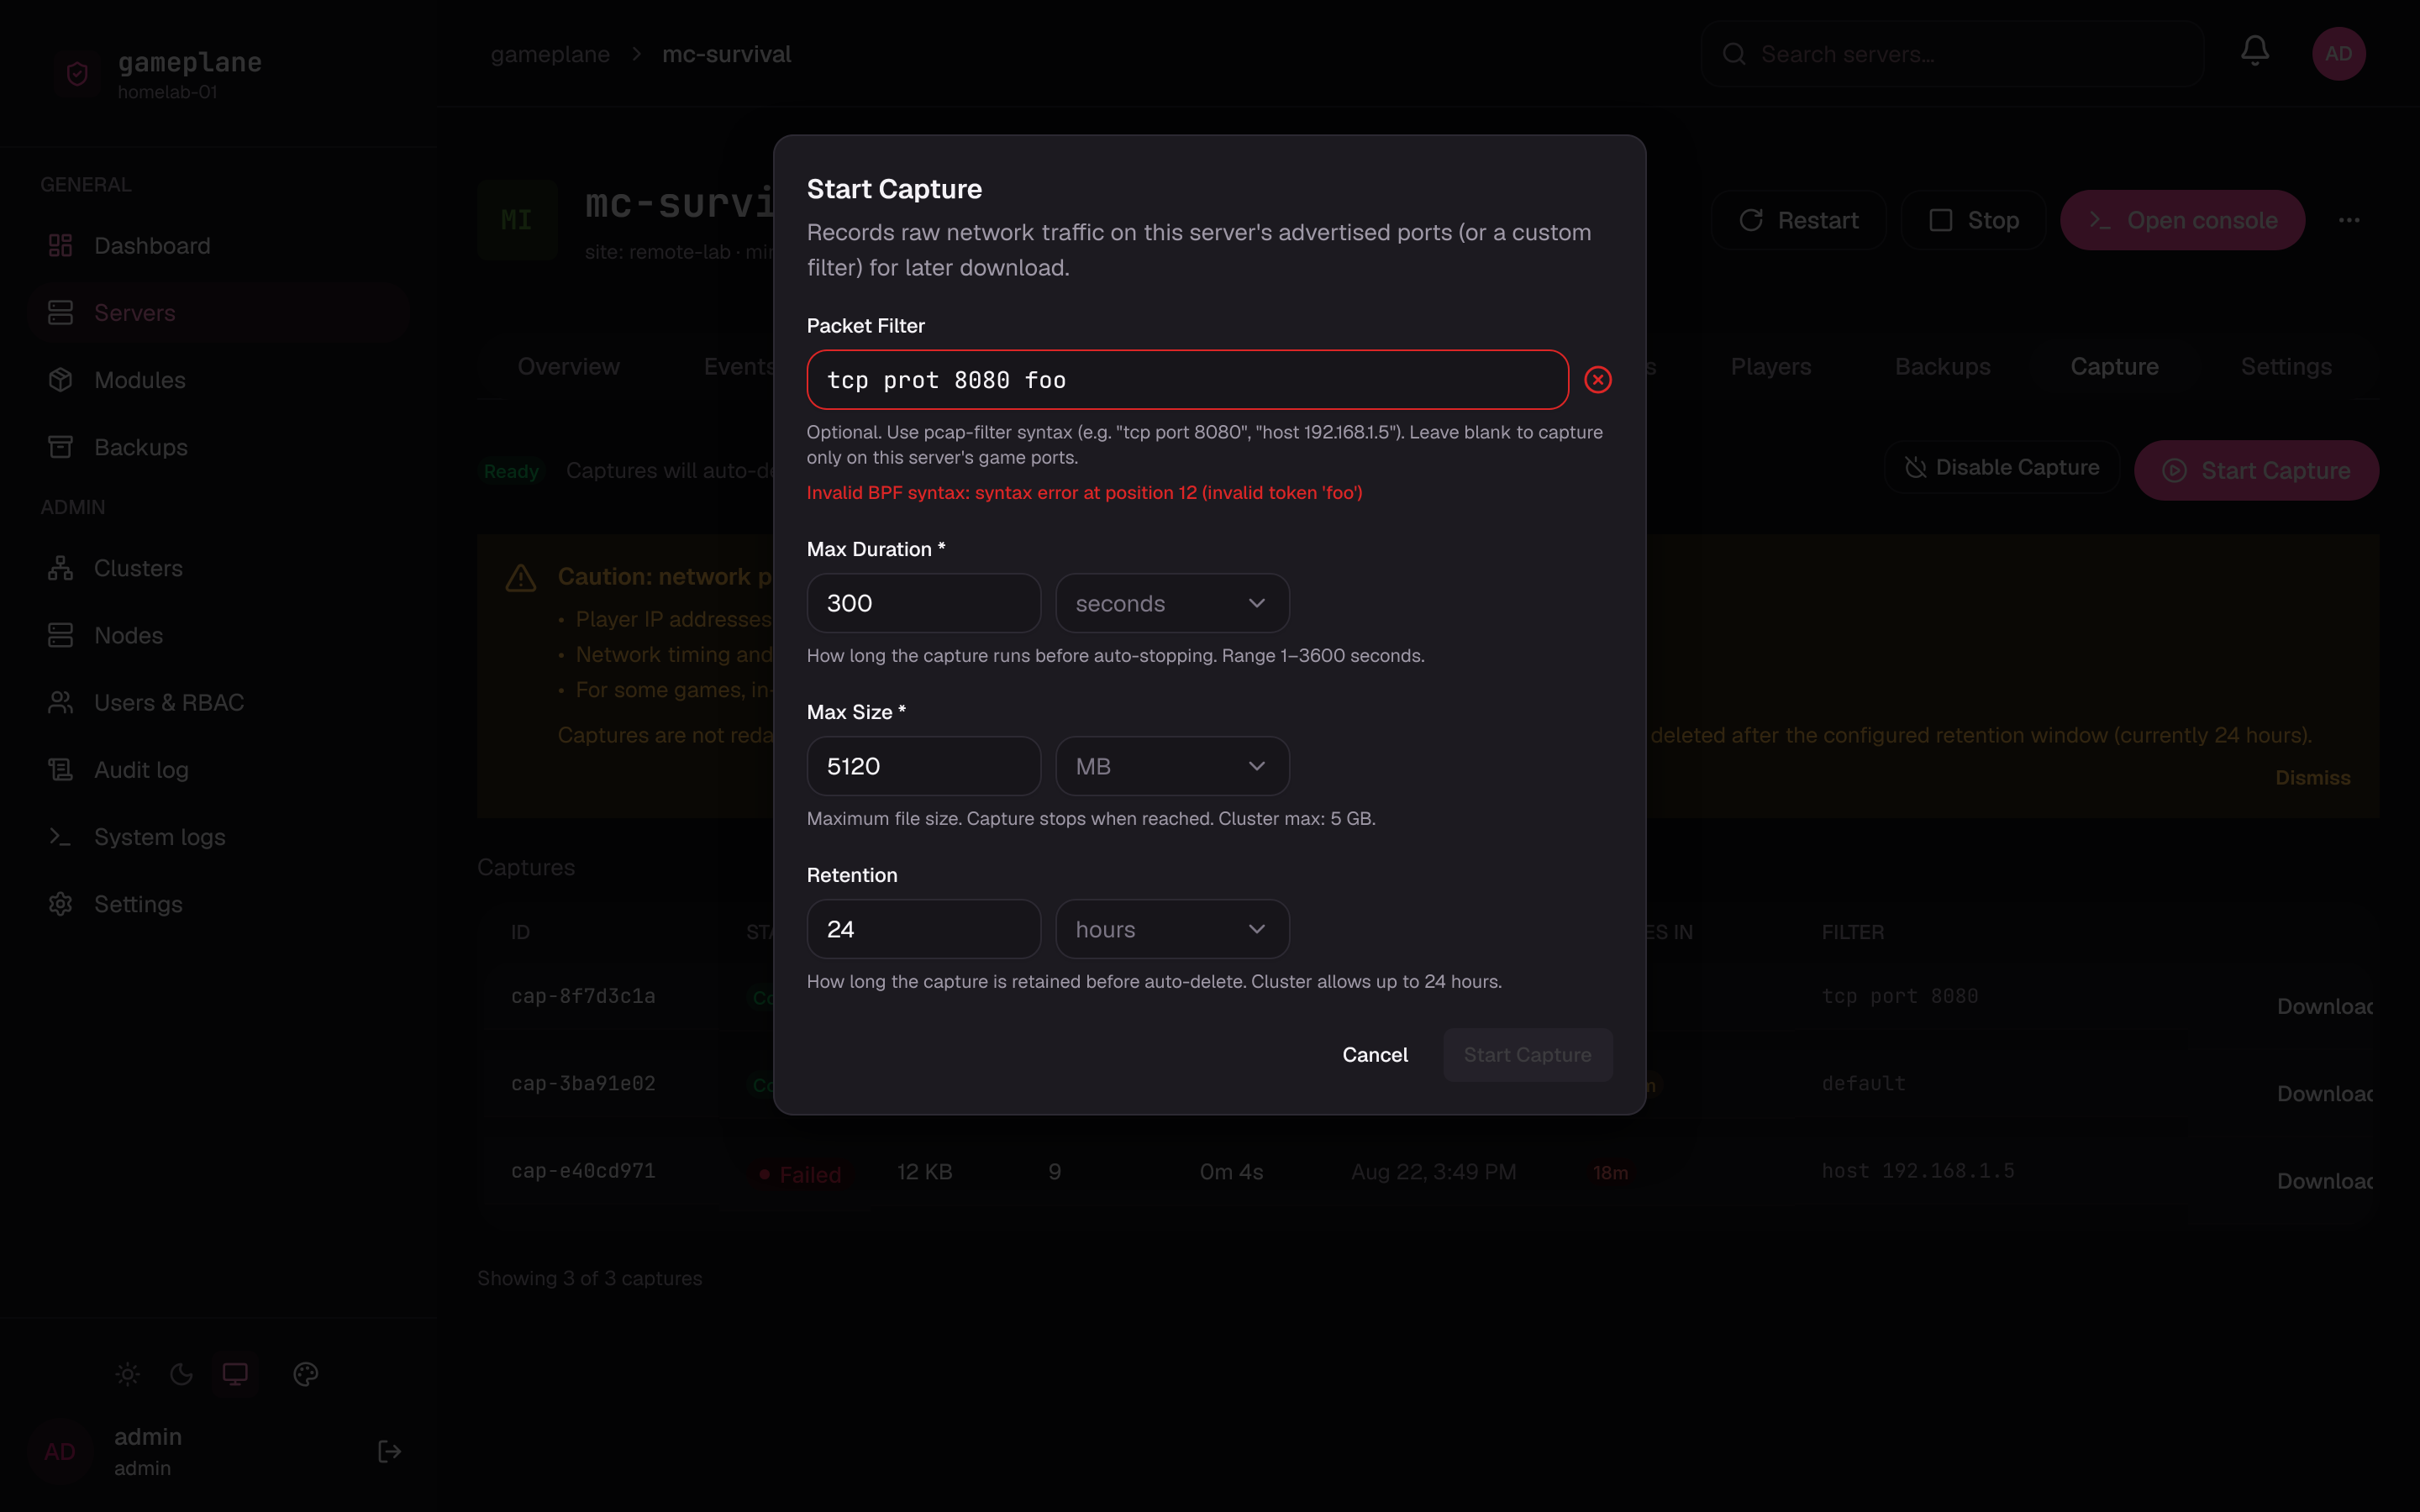 gameplane
homelab-01
gameplane > mc-survival
Search servers...
AD
GENERAL
Dashboard
Servers
Modules
Backups
ADMIN
Clusters
Nodes
Users & RBAC
Audit log
System logs
Settings
MI
mc-survi
site: remote-lab ·
Restart
Stop
Open console
Overview
Events
Players
Backups
Capture
Settings
Ready
Captures will
Disable Capture
Start Capture
Caution: network
• Player IP addresses
• Network timing and
• For some games,
Captures are not
deleted after the configured retention window (currently 24 hours).
Dismiss
Start Capture
Records raw network traffic on this server's advertised ports (or a custom
filter) for later download.
Packet Filter
tcp prot 8080 foo
Optional. Use pcap-filter syntax (e.g. "tcp port 8080", "host 192.168.1.5"). Leave blank to capture
only on this server's game ports.
Invalid BPF syntax: syntax error at position 12 (invalid token 'foo')
Max Duration *
300
seconds
How long the capture runs before auto-stopping. Range 1–3600 seconds.
Max Size *
5120
MB
Maximum file size. Capture stops when reached. Cluster max: 5 GB.
Retention
24
hours
How long the capture is retained before auto-delete. Cluster allows up to 24 hours.
Cancel
Start Capture
Captures
ID
IN
FILTER
cap-8f7d3c1a
tcp port 8080
Download
cap-3ba91e02
default
Download
cap-e40cd971
Failed
12 KB
9
0m 4s
Aug 22, 3:49 PM
18m
host 192.168.1.5
Download
Showing 3 of 3 captures
AD
admin
admin